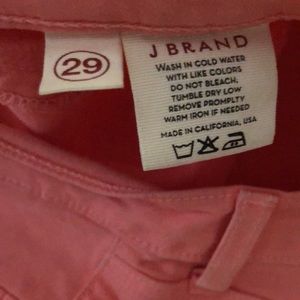 29
J BRAND
WASH IN COLD WATER
WITH LIKE COLORS
DO NOT BLEACH.
TUMBLE DRY LOW
REMOVE PROMPLTY
WARM IRON IF NEEDED
MADE IN CALIFORNIA, USA